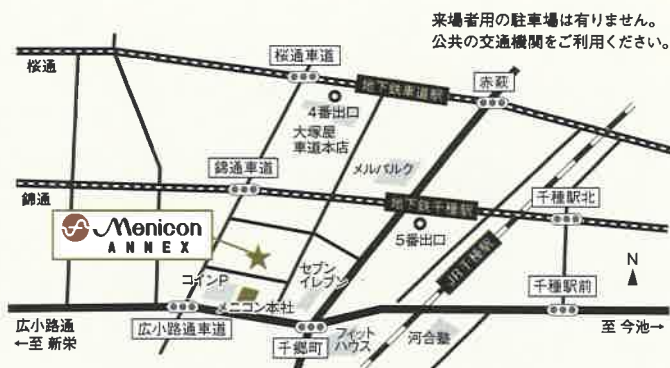 来場者用の駐車場は有りません。
公共の交通機関をご利用ください。
桜通
桜通車道
地下鉄車道駅
赤萩
4番出口
大塚屋
車道本店
メルパルク
錦通車道
錦通
地下鉄千種駅
千種駅北
5番出口
Menicon
ANNEX
JR千種駅
N
コインP
セブン
イレブン
メニコン本社
千種駅前
広小路通
←至 新栄
広小路通車道
千郷町
フィット
ハウス
河合塾
至 今池→